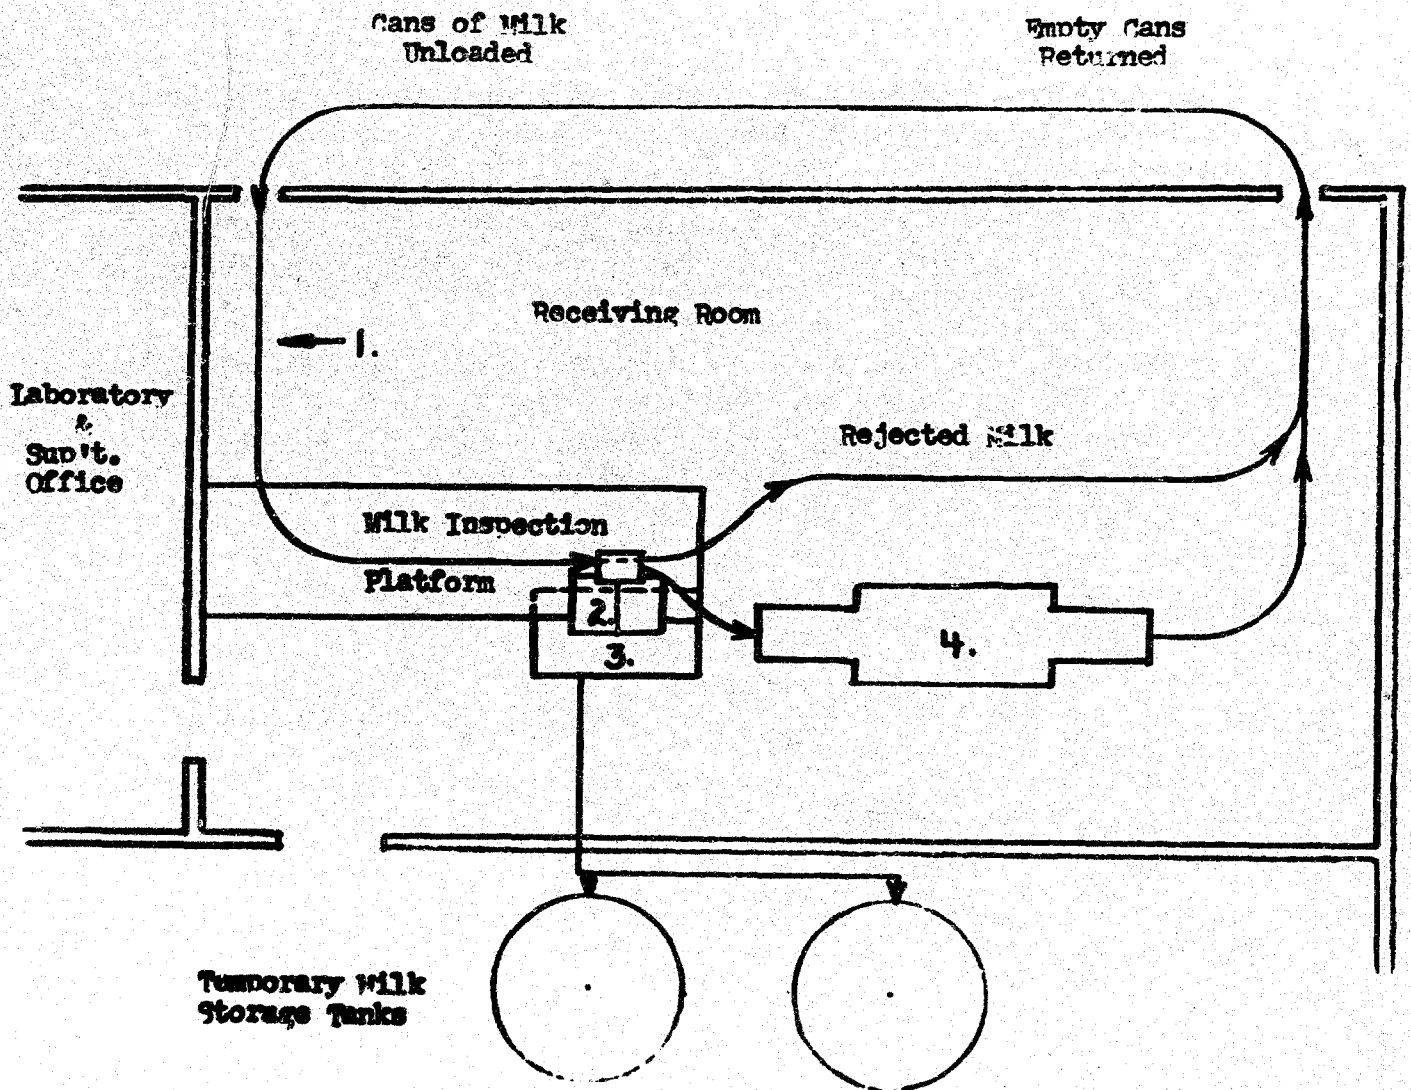 Cans of Milk
Unloaded
Empty Cans
Returned
Receiving Room
1.
Laboratory
&
Sup't.
Office
Rejected Milk
Milk Inspection
Platform
2.
3.
4.
Temporary Milk
Storage Tanks